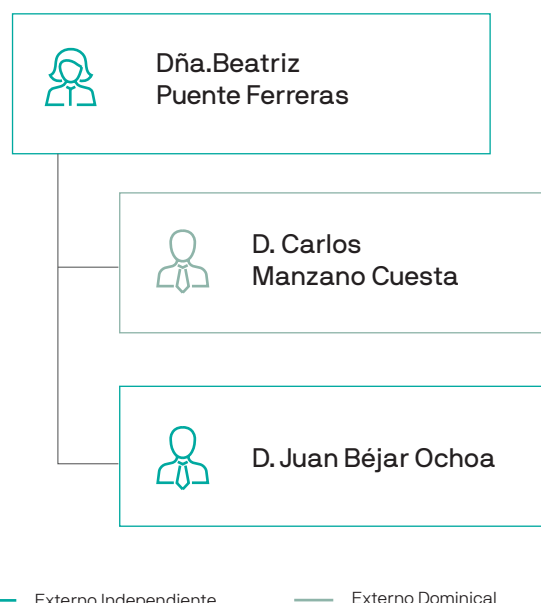 Dña.Beatriz
Puente Ferreras
D. Carlos
Manzano Cuesta
D. Juan Béjar Ochoa
Externo Independiente
Externo Dominical